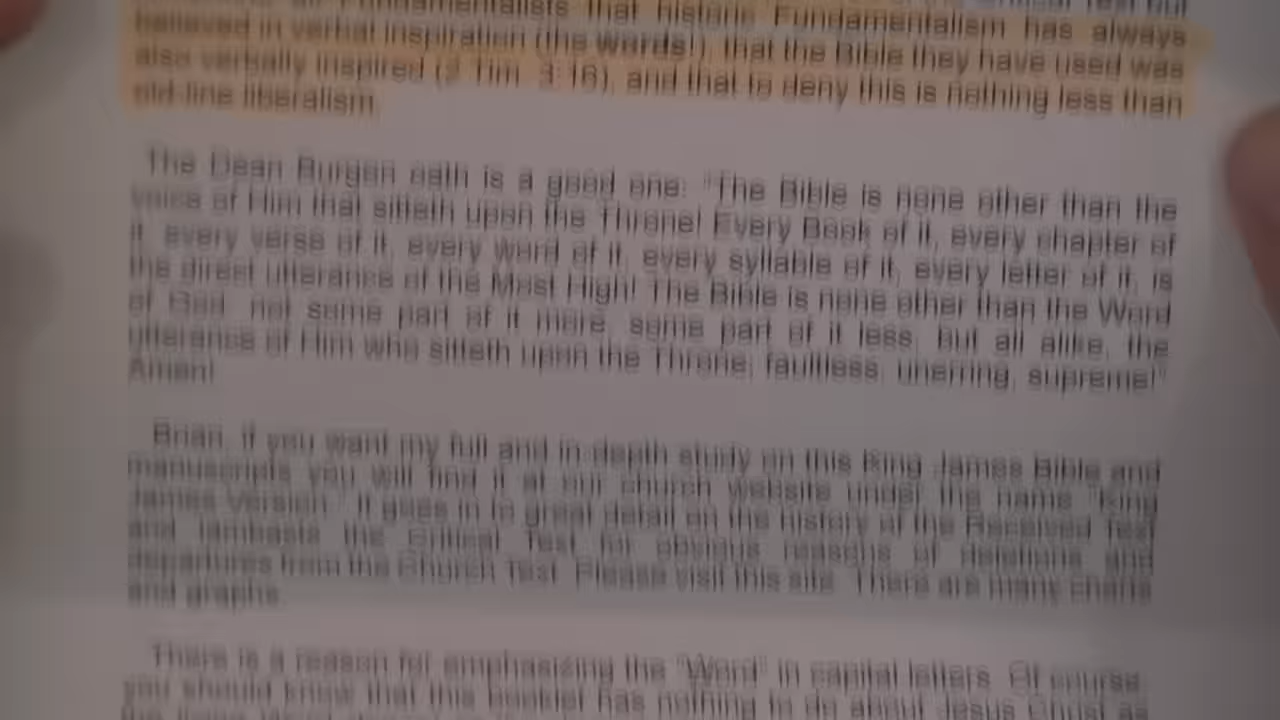 Fundamentalists that historic Fundamentalism has always
believed in verbal inspiration (the words!), that the Bible they have used was
also verbally inspired (2 Tim. 3:16), and that to deny this is nothing less than
old-line liberalism.
The Dean Burgon oath is a good one: "The Bible is none other than the
voice of Him that sitteth upon the Throne! Every Book of it, every chapter of
it, every verse of it, every word of it, every syllable of it, every letter of it, is
the direct utterance of the Most High! The Bible is none other than the Word
of God, not some part of it more, some part of it less, but all alike, the
utterance of Him who sitteth upon the Throne; faultless, unerring, supreme!"
Amen!
Brian, if you want my full and in-depth study on this King James Bible and
manuscripts you will find it at our church website under the name "King
James Version." It goes in to great detail on the history of the Received Text
and lambasts the Critical Text for obvious reasons of deletions and
departures from the Church Text. Please visit this site. There are many charts
and graphs.
There is a reason for emphasizing the "Word" in capital letters. Of course
you should know that this booklet has nothing to do about Jesus Christ as